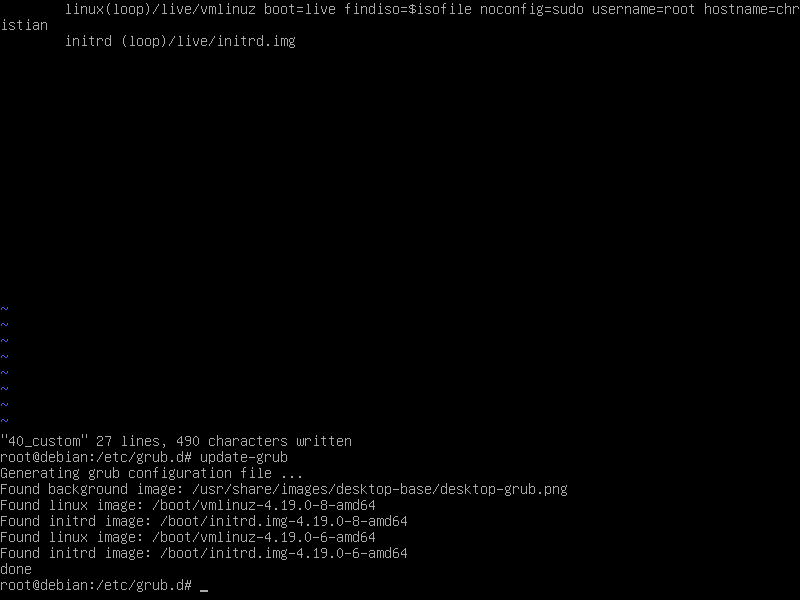 linux(loop)/live/vmlinuz boot=live findiso=$isofile noconfig=sudo username=root hostname=chr
istian
initrd (loop)/live/initrd.img
~
~
~
~
~
~
~
~
"40_custom" 27 lines, 490 characters written
root@debian:/etc/grub.d# update-grub
Generating grub configuration file ...
Found background image: /usr/share/images/desktop-base/desktop-grub.png
Found linux image: /boot/vmlinuz-4.19.0-8-amd64
Found initrd image: /boot/initrd.img-4.19.0-8-amd64
Found linux image: /boot/vmlinuz-4.19.0-6-amd64
Found initrd image: /boot/initrd.img-4.19.0-6-amd64
done
root@debian:/etc/grub.d# _